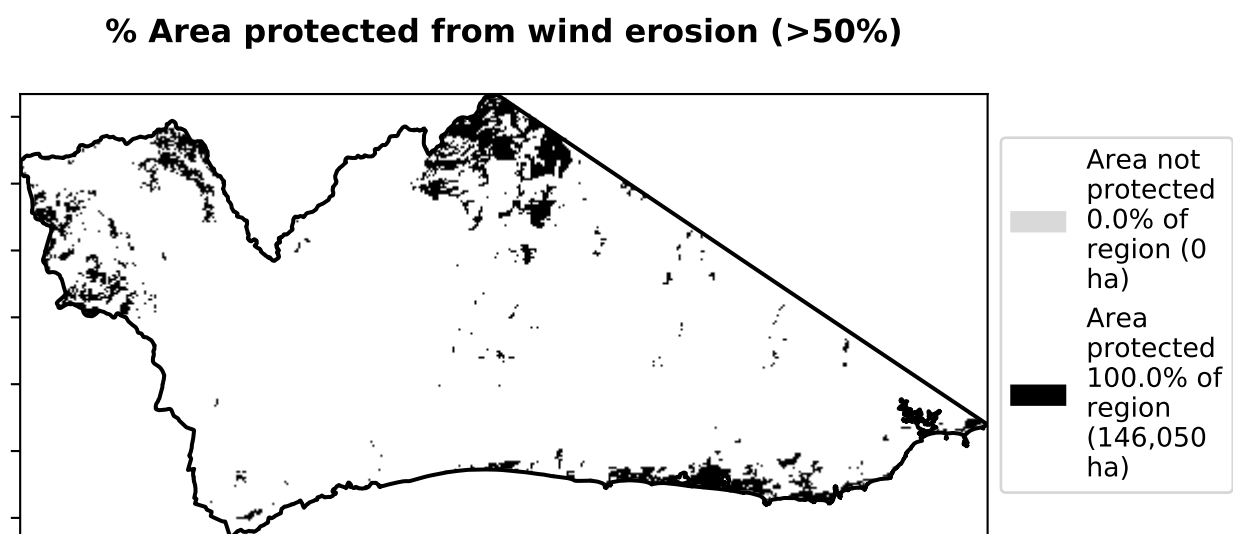 % Area protected from wind erosion (>50%)
Area not
protected
0.0% of
region (0
ha)
Area
protected
100.0% of
region
(146,050
ha)